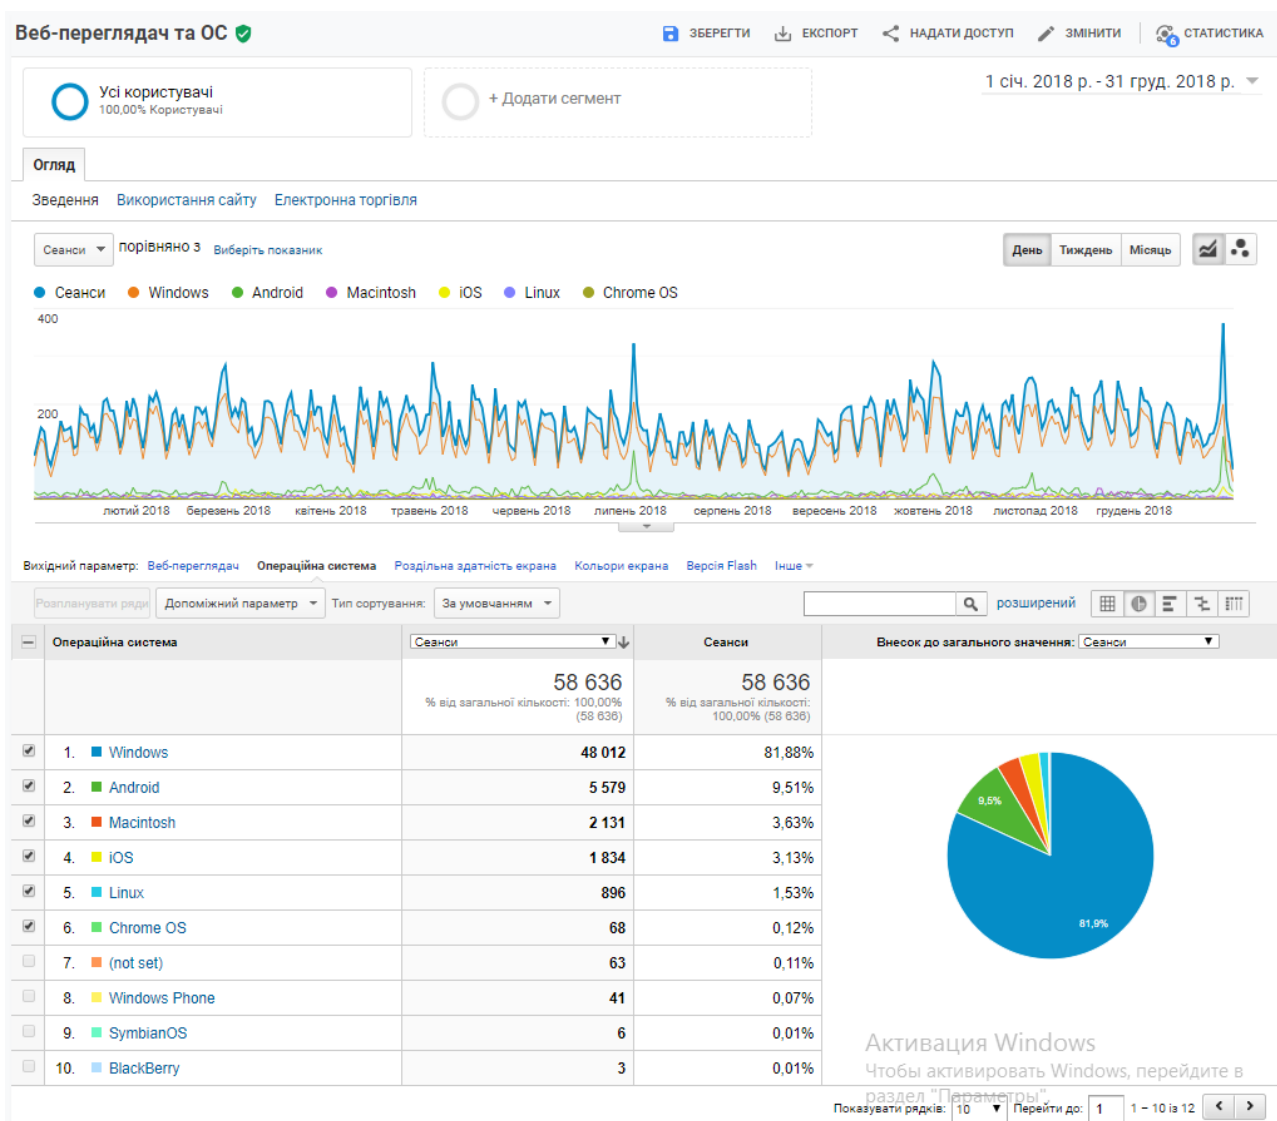 Веб-переглядач та ОС
ЗБЕРЕГТИ ЕКСПОРТ НАДАТИ ДОСТУП ЗМІНИТИ 6 СТАТИСТИКА
Усі користувачі
100,00% Користувачі
+ Додати сегмент
1 січ. 2018 р. - 31 груд. 2018 р.
Огляд
Зведення Використання сайту Електронна торгівля
Сеанси порівняно з Виберіть показник
День Тиждень Місяць
Сеанси Windows Android Macintosh iOS Linux Chrome OS
400
200
лютий 2018 березень 2018 квітень 2018 травень 2018 червень 2018 липень 2018 серпень 2018 вересень 2018 жовтень 2018 листопад 2018 грудень 2018
Вихідний параметр: Веб-переглядач Операційна система Роздільна здатність екрана Кольори екрана Версія Flash Інше
Розпланувати ряди Допоміжний параметр Тип сортування: За умовчанням розширений
Операційна система Сеанси Сеанси Внесок до загального значення: Сеанси
58 636 58 636
% від загальної кількості: 100,00% (58 636)
% від загальної кількості: 100,00% (58 636)
1. Windows 48 012 81,88%
2. Android 5 579 9,51%
3. Macintosh 2 131 3,63%
4. iOS 1 834 3,13%
5. Linux 896 1,53%
6. Chrome OS 68 0,12%
7. (not set) 63 0,11%
8. Windows Phone 41 0,07%
9. SymbianOS 6 0,01%
10. BlackBerry 3 0,01%
9,5%
81,9%
Активация Windows
Чтобы активировать Windows, перейдите в
раздел "Параметры".
Показувати рядків: 10 Перейти до: 1 1 – 10 із 12